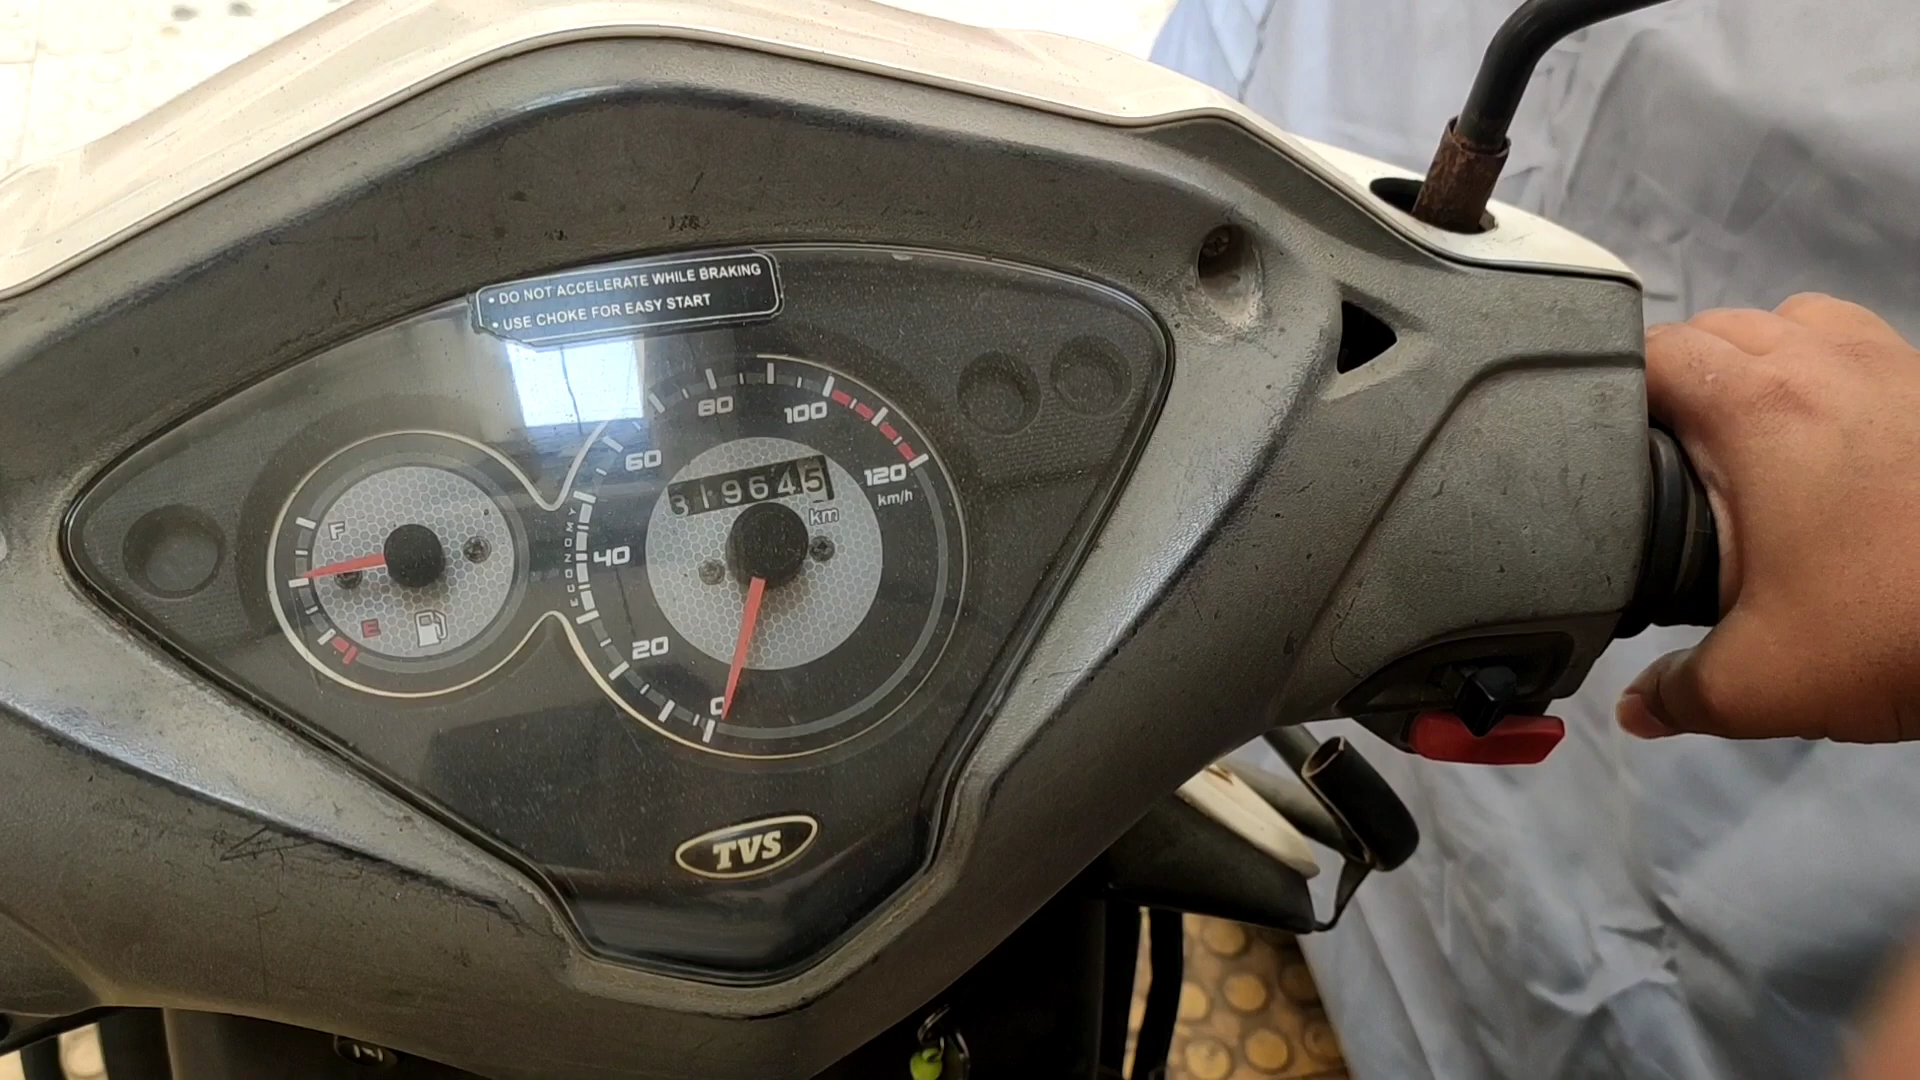 • DO NOT ACCELERATE WHILE BRAKING
• USE CHOKE FOR EASY START
80
100
60
120
km/h
319645
km
F
ECONOMY
40
E
20
0
TVS